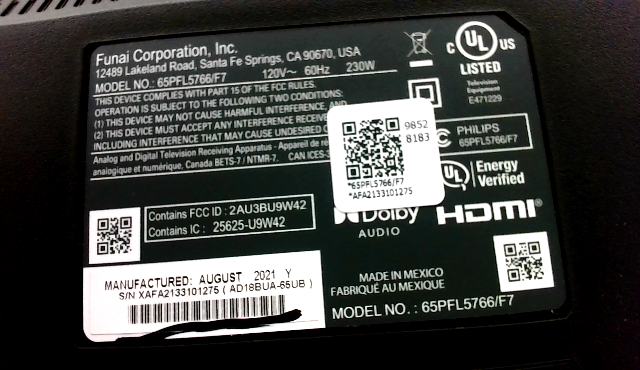 Funai Corporation, Inc.
12489 Lakeland Road, Santa Fe Springs, CA 90670, USA
MODEL NO.: 65PFL5766/F7 120V～ 60Hz 230W
THIS DEVICE COMPLIES WITH PART 15 OF THE FCC RULES.
OPERATION IS SUBJECT TO THE FOLLOWING TWO CONDITIONS:
(1) THIS DEVICE MAY NOT CAUSE HARMFUL INTERFERENCE, AND
(2) THIS DEVICE MUST ACCEPT ANY INTERFERENCE
INCLUDING INTERFERENCE THAT MAY CAUSE UNDESIRED
Analog and Digital Television Receiving Apparatus - Appareil de
analogique et numérique, Canada BETS-7 / NTMR-7. CAN ICES-
C UL US
LISTED
Television
Equipment
E471229
9852
8183
*65PFL5766/F7
*AFA2133101275
PHILIPS
65PFL5766/F7
UL Energy
Verified
Contains FCC ID : 2AU3BU9W42
Contains IC : 25625-U9W42
Dolby
AUDIO
HDMI®
MANUFACTURED: AUGUST 2021 Y
S/N XAFA2133101275 ( AD18BUA-65UB )
MADE IN MEXICO
FABRIQUÉ AU MEXIQUE
MODEL NO. : 65PFL5766/F7